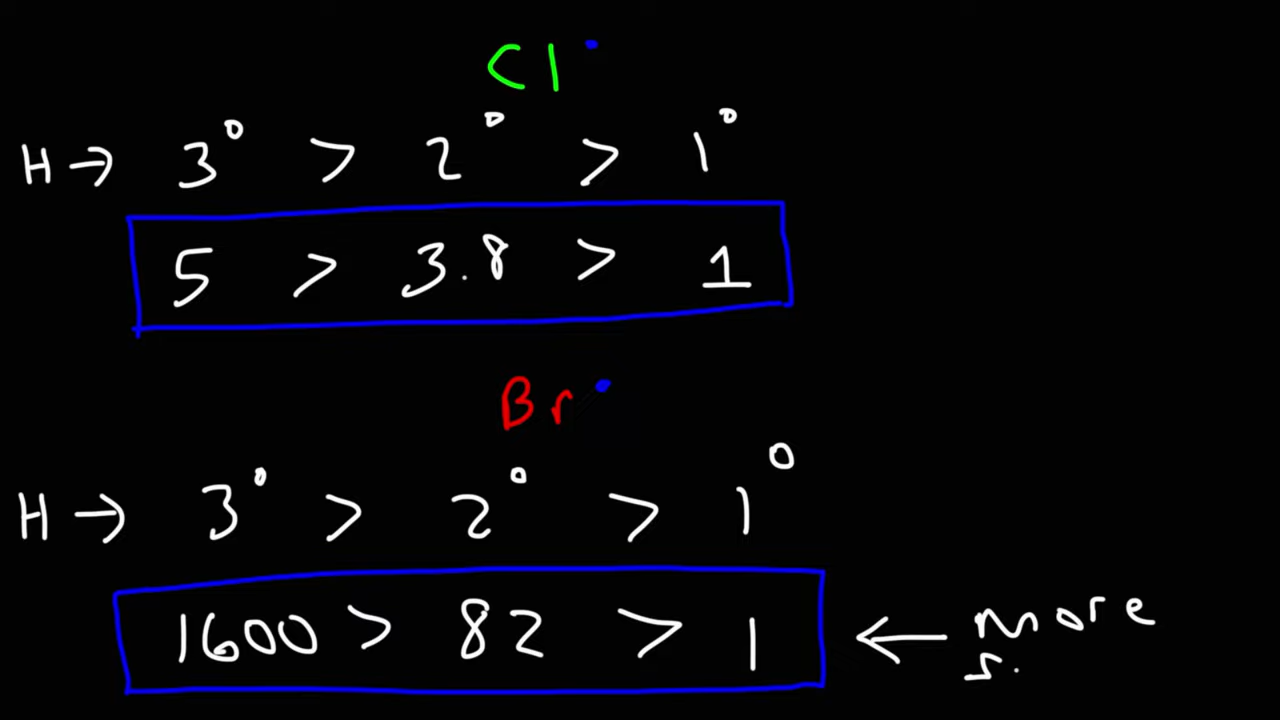 Cl•
H → 3° > 2° > 1°
5 > 3.8 > 1
Br•
H → 3° > 2° > 1°
1600 > 82 > 1 ← more
s.